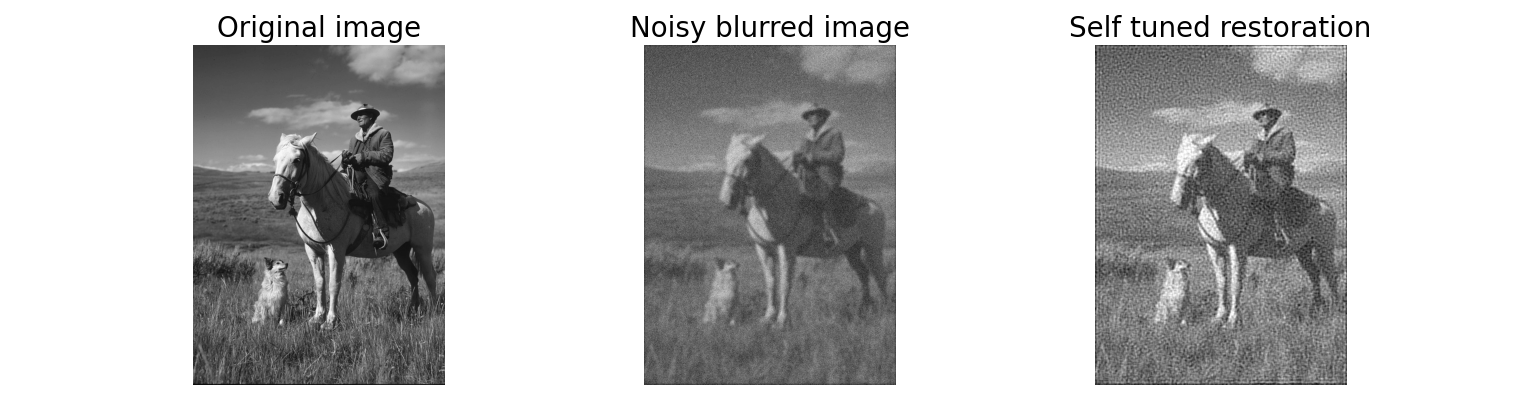 Original image
Noisy blurred image
Self tuned restoration